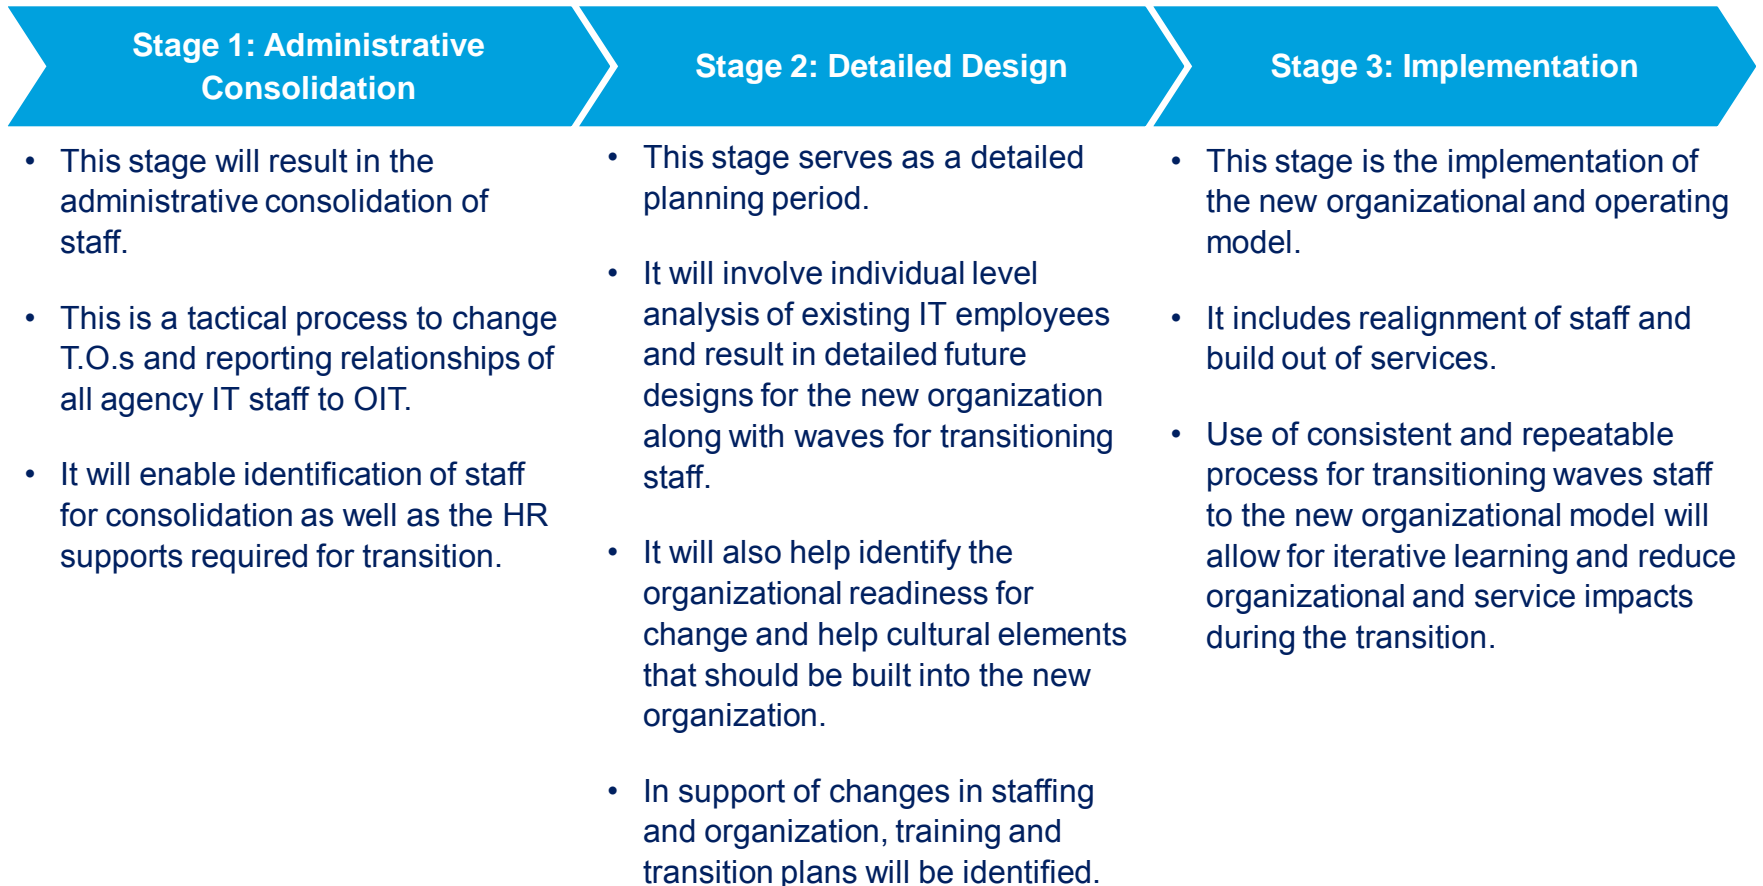 Stage 1: Administrative
Consolidation
• This stage will result in the
administrative consolidation of
staff.
• This is a tactical process to change
T.O.s and reporting relationships of
all agency IT staff to OIT.
• It will enable identification of staff
for consolidation as well as the HR
supports required for transition.
Stage 2: Detailed Design
• This stage serves as a detailed
planning period.
• It will involve individual level
analysis of existing IT employees
and result in detailed future
designs for the new organization
along with waves for transitioning
staff.
• It will also help identify the
organizational readiness for
change and help cultural elements
that should be built into the new
organization.
• In support of changes in staffing
and organization, training and
transition plans will be identified.
Stage 3: Implementation
• This stage is the implementation of
the new organizational and operating
model.
• It includes realignment of staff and
build out of services.
• Use of consistent and repeatable
process for transitioning waves staff
to the new organizational model will
allow for iterative learning and reduce
organizational and service impacts
during the transition.